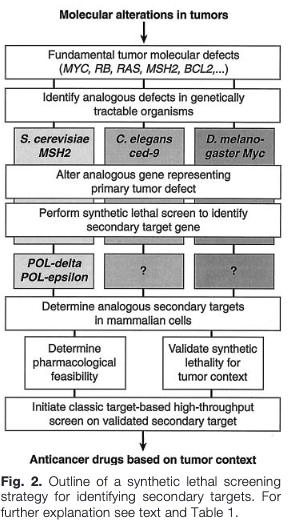 Molecular alterations in tumors
Fundamental tumor molecular defects
(MYC, RB, RAS, MSH2, BCL2,...)
Identify analogous defects in genetically
tractable organisms
S. cerevisiae
MSH2
C. elegans
ced-9
D. melano-
gaster Myc
Alter analogous gene representing
primary tumor defect
Perform synthetic lethal screen to identify
secondary target gene
POL-delta
POL-epsilon
?
?
Determine analogous secondary targets
in mammalian cells
Determine
pharmacological
feasibility
Validate synthetic
lethality for
tumor context
Initiate classic target-based high-throughput
screen on validated secondary target
Anticancer drugs based on tumor context
Fig. 2. Outline of a synthetic lethal screening
strategy for identifying secondary targets. For
further explanation see text and Table 1.